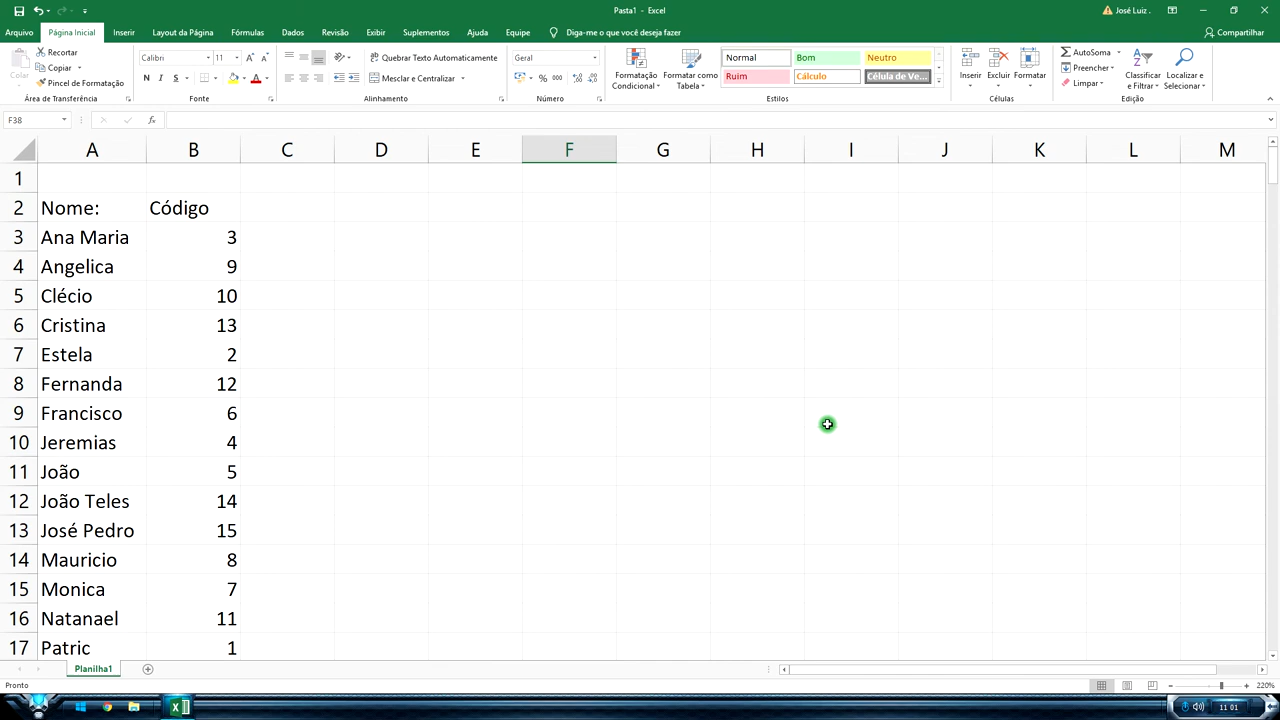 Pasta1 - Excel
José Luiz .
Arquivo Página Inicial Inserir Layout da Página Fórmulas Dados Revisão Exibir Suplementos Ajuda Equipe Diga-me o que você deseja fazer Compartilhar
Colar
Recortar
Copiar
Pincel de Formatação
Área de Transferência
Calibri 11
N I S
Fonte
Quebrar Texto Automaticamente
Mesclar e Centralizar
Alinhamento
Geral
% 000
Número
Formatação Condicional
Formatar como Tabela
Normal Bom Neutro
Ruim Cálculo Célula de Ve...
Estilos
Inserir Excluir Formatar
Células
AutoSoma
Preencher
Limpar
Classificar e Filtrar
Localizar e Selecionar
Edição
F38 fx
A B C D E F G H I J K L M
1
2 Nome: Código
3 Ana Maria 3
4 Angelica 9
5 Clécio 10
6 Cristina 13
7 Estela 2
8 Fernanda 12
9 Francisco 6
10 Jeremias 4
11 João 5
12 João Teles 14
13 José Pedro 15
14 Mauricio 8
15 Monica 7
16 Natanael 11
17 Patric 1
Planilha1
Pronto 220%
11 01